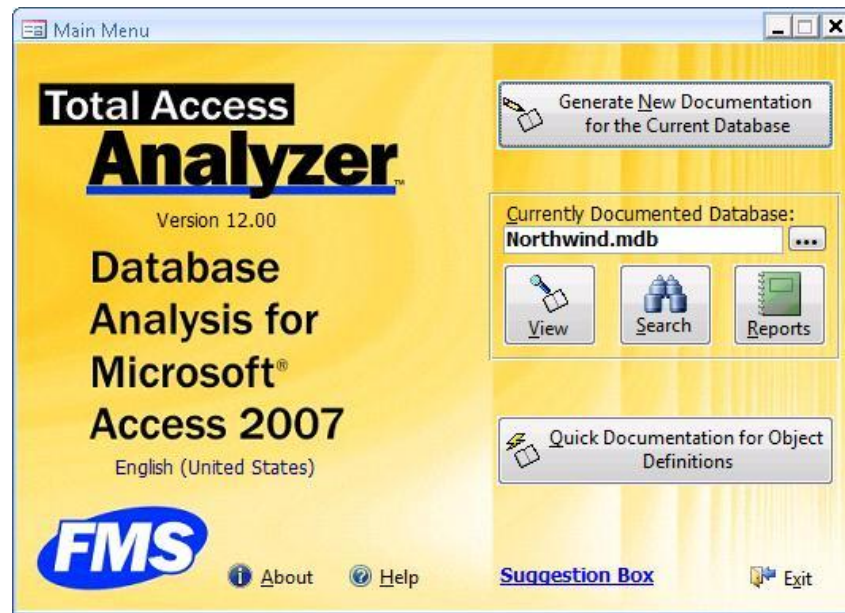 Main Menu
Total Access
Analyzer™
Version 12.00
Database
Analysis for
Microsoft®
Access 2007
English (United States)
FMS
About
Help
Generate New Documentation
for the Current Database
Currently Documented Database:
Northwind.mdb
...
View
Search
Reports
Quick Documentation for Object
Definitions
Suggestion Box
Exit